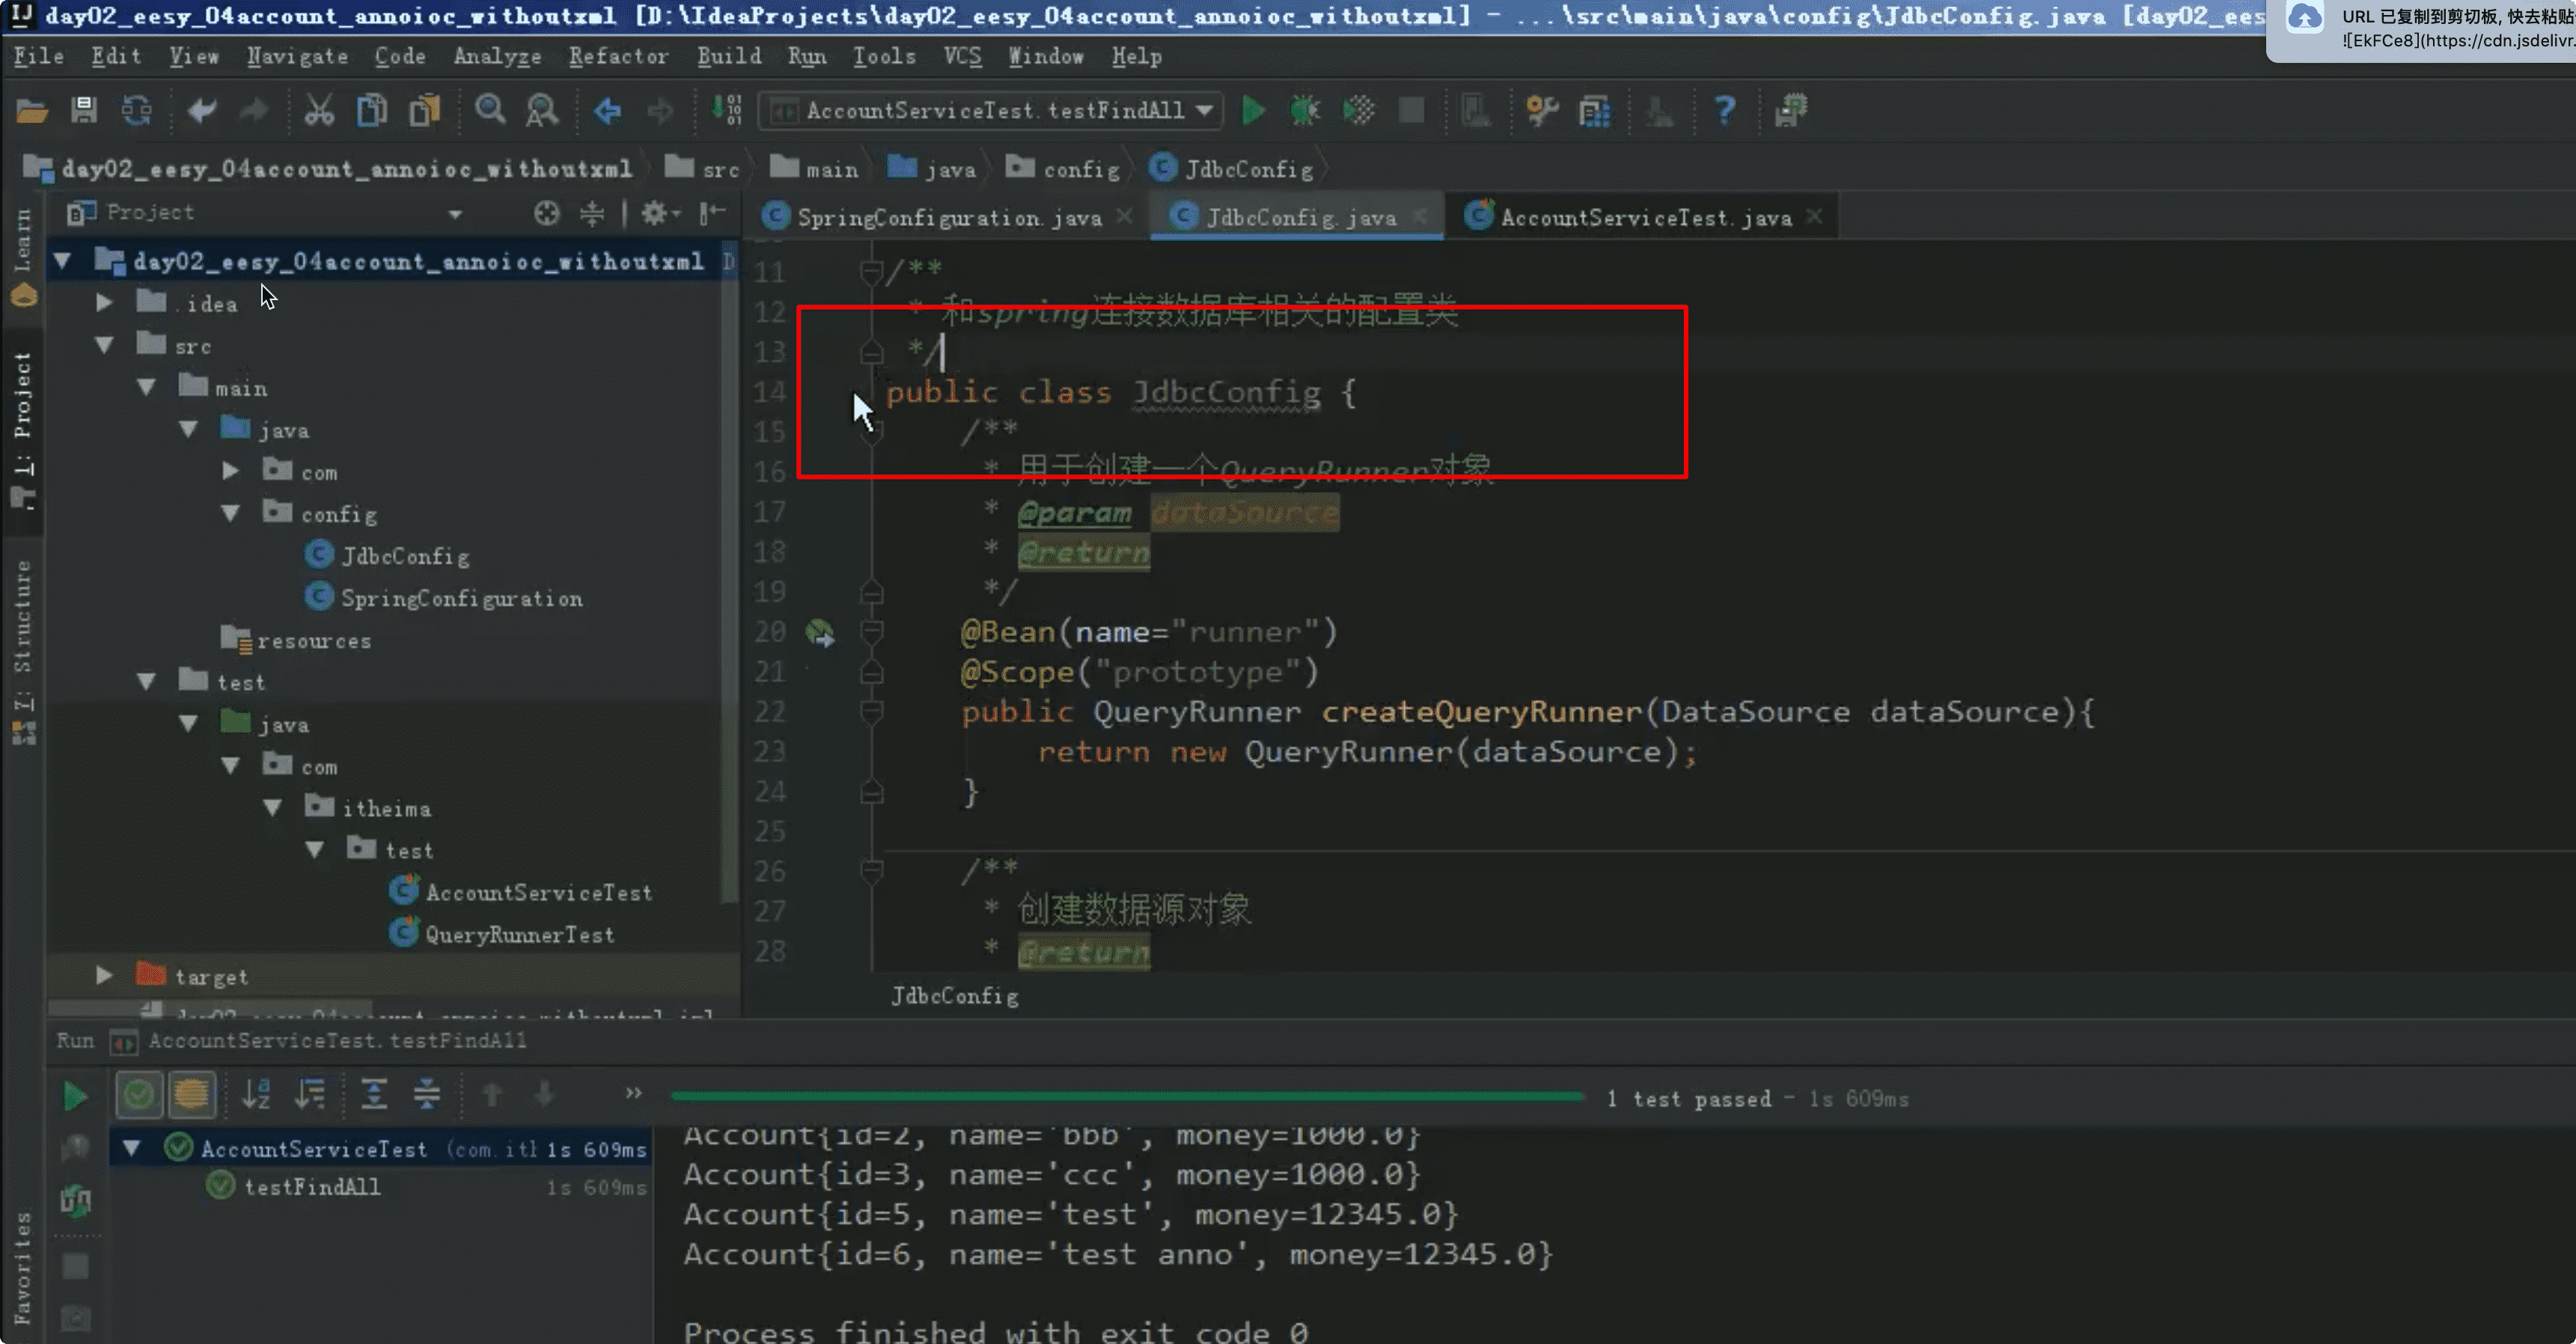 day02_eesy_04account_annoioc_withoutxml [D:\IdeaProjects\day02_eesy_04account_annoioc_withoutxml] - ...\src\main\java\config\JdbcConfig.java [day02_ees
URL 已复制到剪切板, 快去粘贴
![EkFCe8](https://cdn.jsdelivr.
File Edit View Navigate Code Analyze Refactor Build Run Tools VCS Window Help
AccountServiceTest.testFindAll
day02_eesy_04account_annoioc_withoutxml src main java config JdbcConfig
Learn
1: Project
7: Structure
Favorites
Project
day02_eesy_04account_annoioc_withoutxml D
.idea
src
main
java
com
config
JdbcConfig
SpringConfiguration
resources
test
java
com
itheima
test
AccountServiceTest
QueryRunnerTest
target
SpringConfiguration.java JdbcConfig.java AccountServiceTest.java
11 /**
12 * 和spring连接数据库相关的配置类
13 */
14 public class JdbcConfig {
15 /**
16 * 用于创建一个QueryRunner对象
17 * @param dataSource
18 * @return
19 */
20 @Bean(name="runner")
21 @Scope("prototype")
22 public QueryRunner createQueryRunner(DataSource dataSource){
23 return new QueryRunner(dataSource);
24 }
25
26 /**
27 * 创建数据源对象
28 * @return
JdbcConfig
Run AccountServiceTest.testFindAll
1 test passed - 1s 609ms
AccountServiceTest (com.itl 1s 609ms
testFindAll 1s 609ms
Account{id=2, name='bbb', money=1000.0}
Account{id=3, name='ccc', money=1000.0}
Account{id=5, name='test', money=12345.0}
Account{id=6, name='test anno', money=12345.0}
Process finished with exit code 0